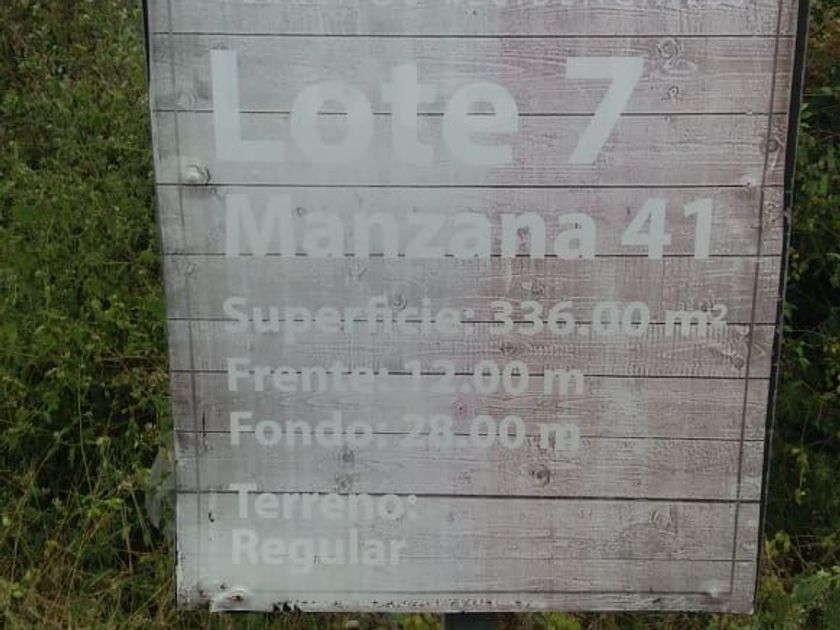 Lote 7
Manzana 41
Superficie: 336.00 m²
Frente: 12.00 m
Fondo: 28.00 m
Terreno:
Regular